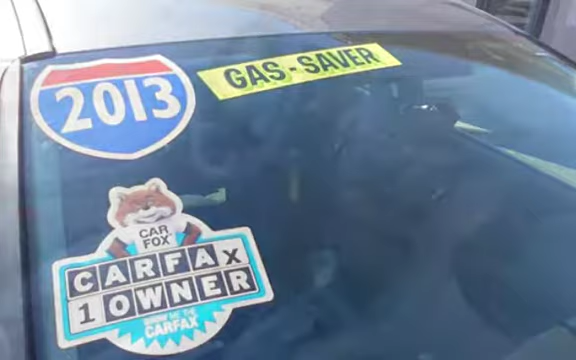 2013
GAS-SAVER
CAR
FOX
CARFAX
1 OWNER
SHOW ME THE
CARFAX